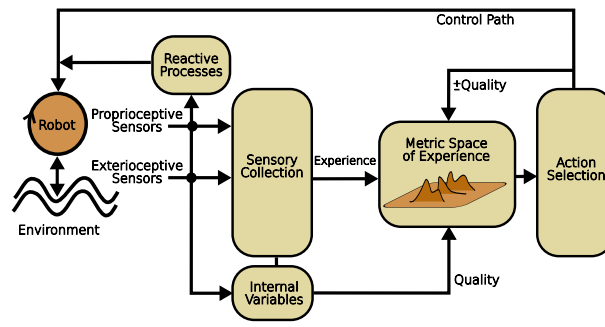 Control Path
Reactive
Processes
±Quality
Robot
Proprioceptive
Sensors
Exterioceptive
Sensors
Sensory
Collection
Experience
Metric Space
of Experience
Action
Selection
Environment
Internal
Variables
Quality